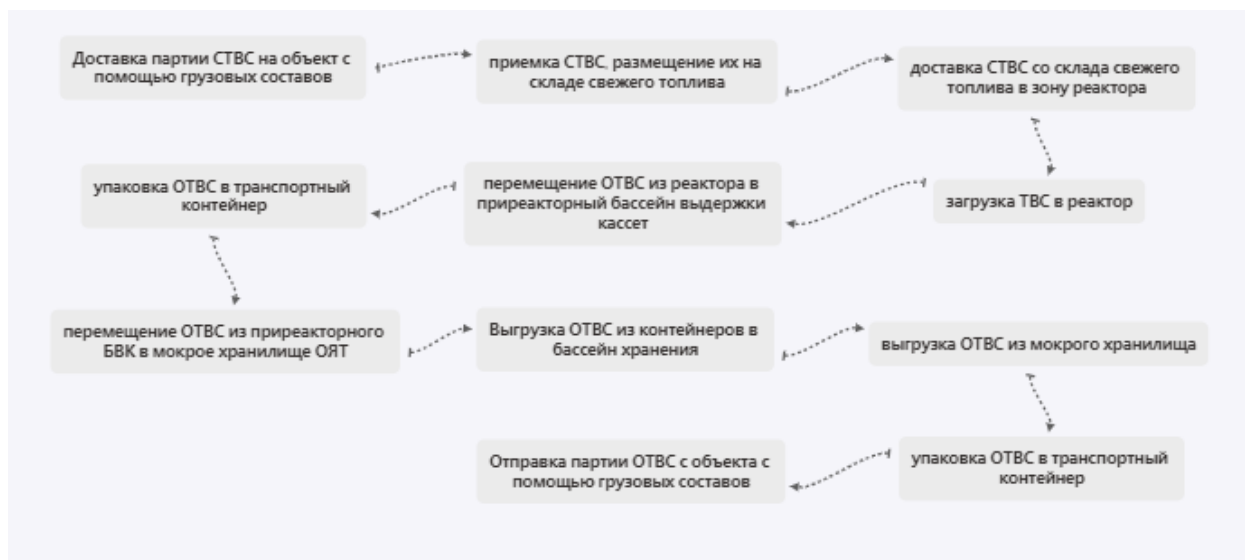 Доставка партии СТВС на объект с
помощью грузовых составов
приемка СТВС, размещение их на
складе свежего топлива
доставка СТВС со склада свежего
топлива в зону реактора
загрузка ТВС в реактор
перемещение ОТВС из реактора в
приреакторный бассейн выдержки
кассет
упаковка ОТВС в транспортный
контейнер
перемещение ОТВС из приреакторного
БВК в мокрое хранилище ОЯТ
Выгрузка ОТВС из контейнеров в
бассейн хранения
выгрузка ОТВС из мокрого хранилища
упаковка ОТВС в транспортный
контейнер
Отправка партии ОТВС с объекта с
помощью грузовых составов